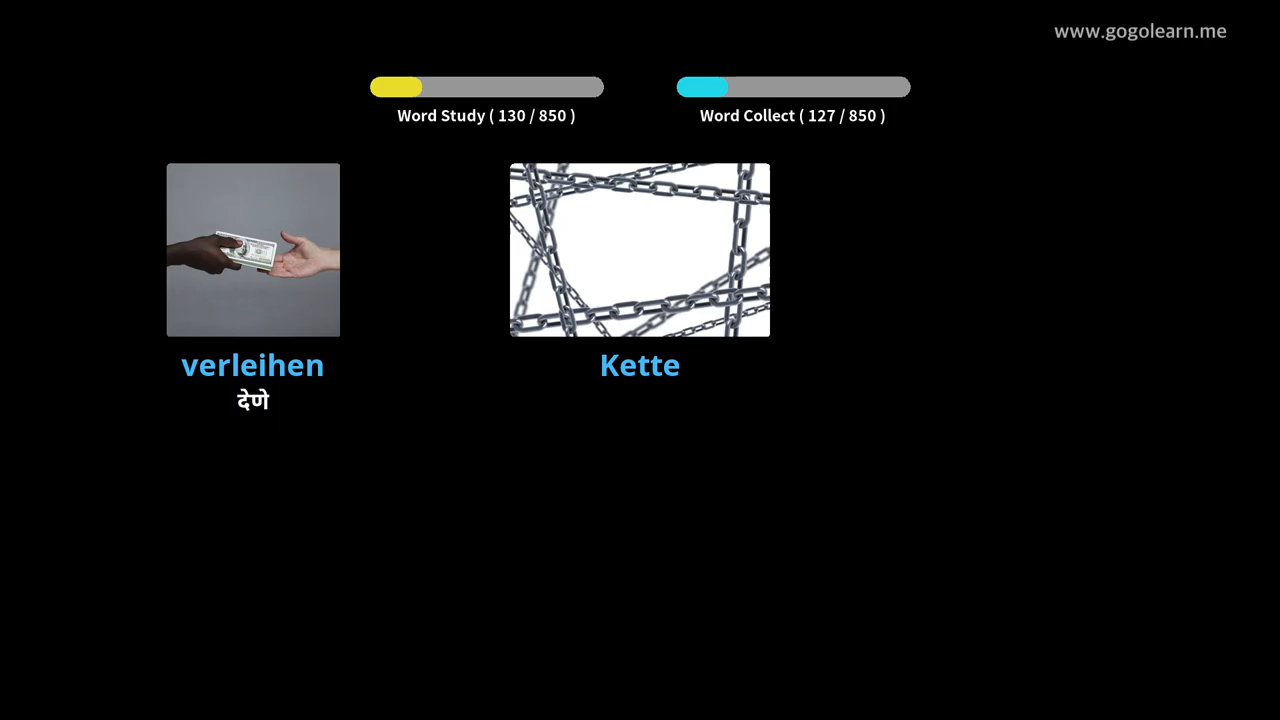 www.gogolearn.me
Word Study ( 130 / 850 )
Word Collect ( 127 / 850 )
verleihen
देणे
Kette